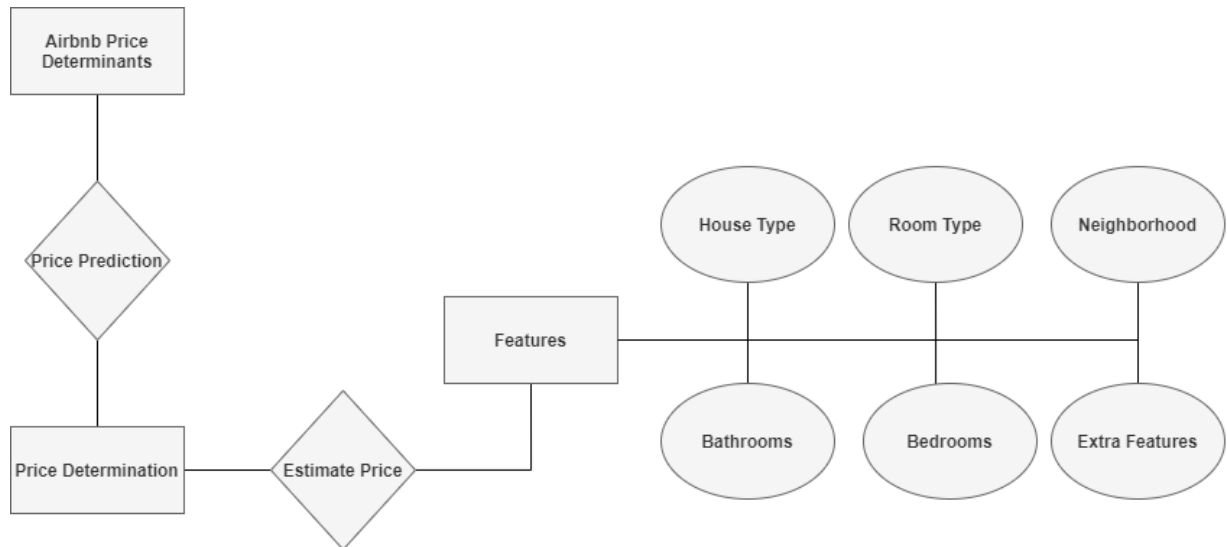 Airbnb Price
Determinants
Price Prediction
Price Determination
Estimate Price
Features
House Type
Room Type
Neighborhood
Bathrooms
Bedrooms
Extra Features